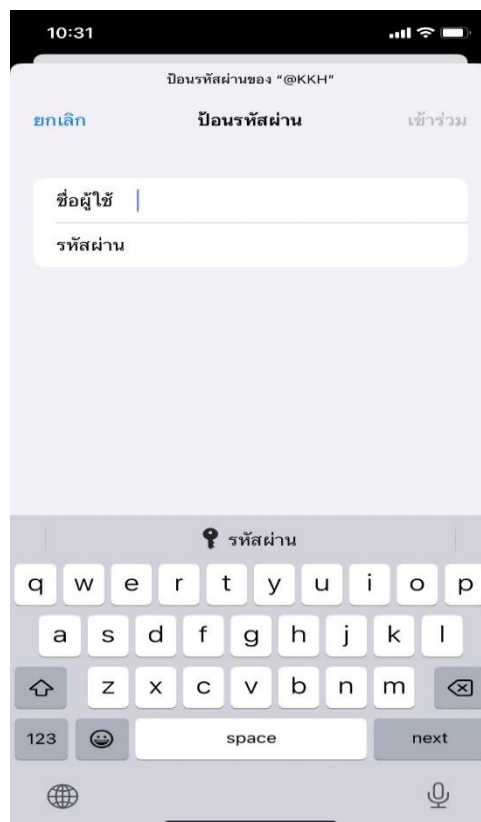 10:31
ป้อนรหัสผ่านของ “@KKH”
ยกเลิก ป้อนรหัสผ่าน เข้าร่วม
ชื่อผู้ใช้
รหัสผ่าน
รหัสผ่าน
q w e r t y u i o p
a s d f g h j k l
z x c v b n m
123 space next